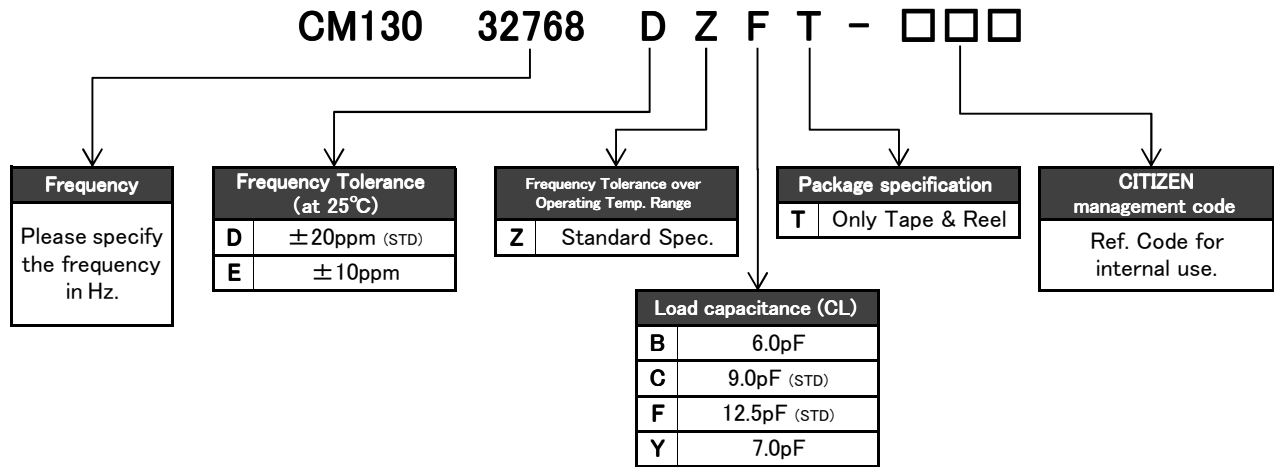 CM130 32768 D Z F T - □□□
Frequency
Please specify
the frequency
in Hz.
Frequency Tolerance
(at 25℃)
D ±20ppm (STD)
E ±10ppm
Frequency Tolerance over
Operating Temp. Range
Z Standard Spec.
Package specification
T Only Tape & Reel
CITIZEN
management code
Ref. Code for
internal use.
Load capacitance (CL)
B 6.0pF
C 9.0pF (STD)
F 12.5pF (STD)
Y 7.0pF